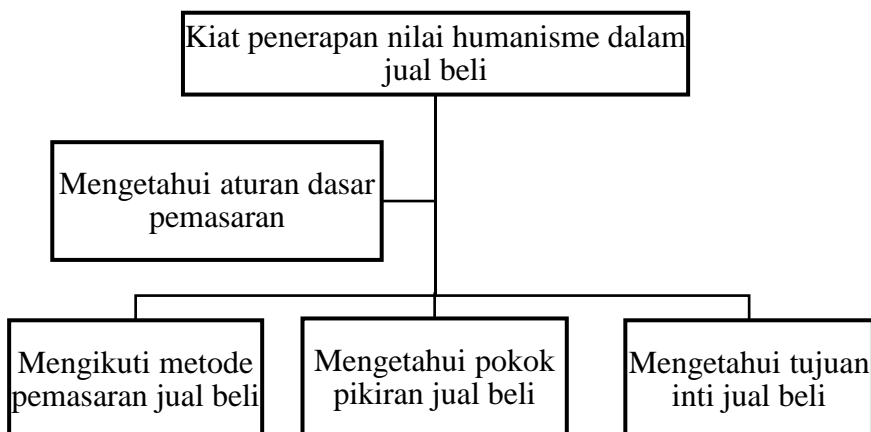 Kiat penerapan nilai humanisme dalam
jual beli
Mengetahui aturan dasar
pemasaran
Mengikuti metode
pemasaran jual beli
Mengetahui pokok
pikiran jual beli
Mengetahui tujuan
inti jual beli